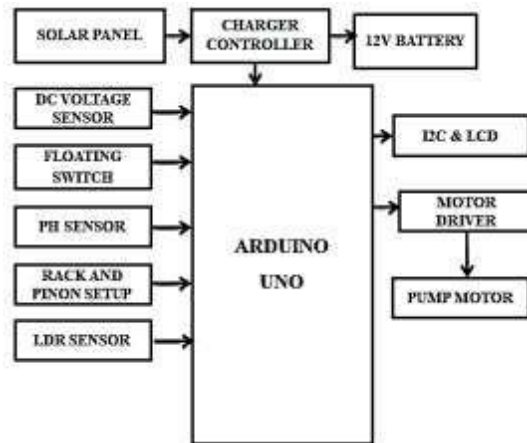 SOLAR PANEL
CHARGER
CONTROLLER
12V BATTERY
DC VOLTAGE
SENSOR
FLOATING
SWITCH
PH SENSOR
RACK AND
PINON SETUP
LDR SENSOR
ARDUINO
UNO
I2C & LCD
MOTOR
DRIVER
PUMP MOTOR